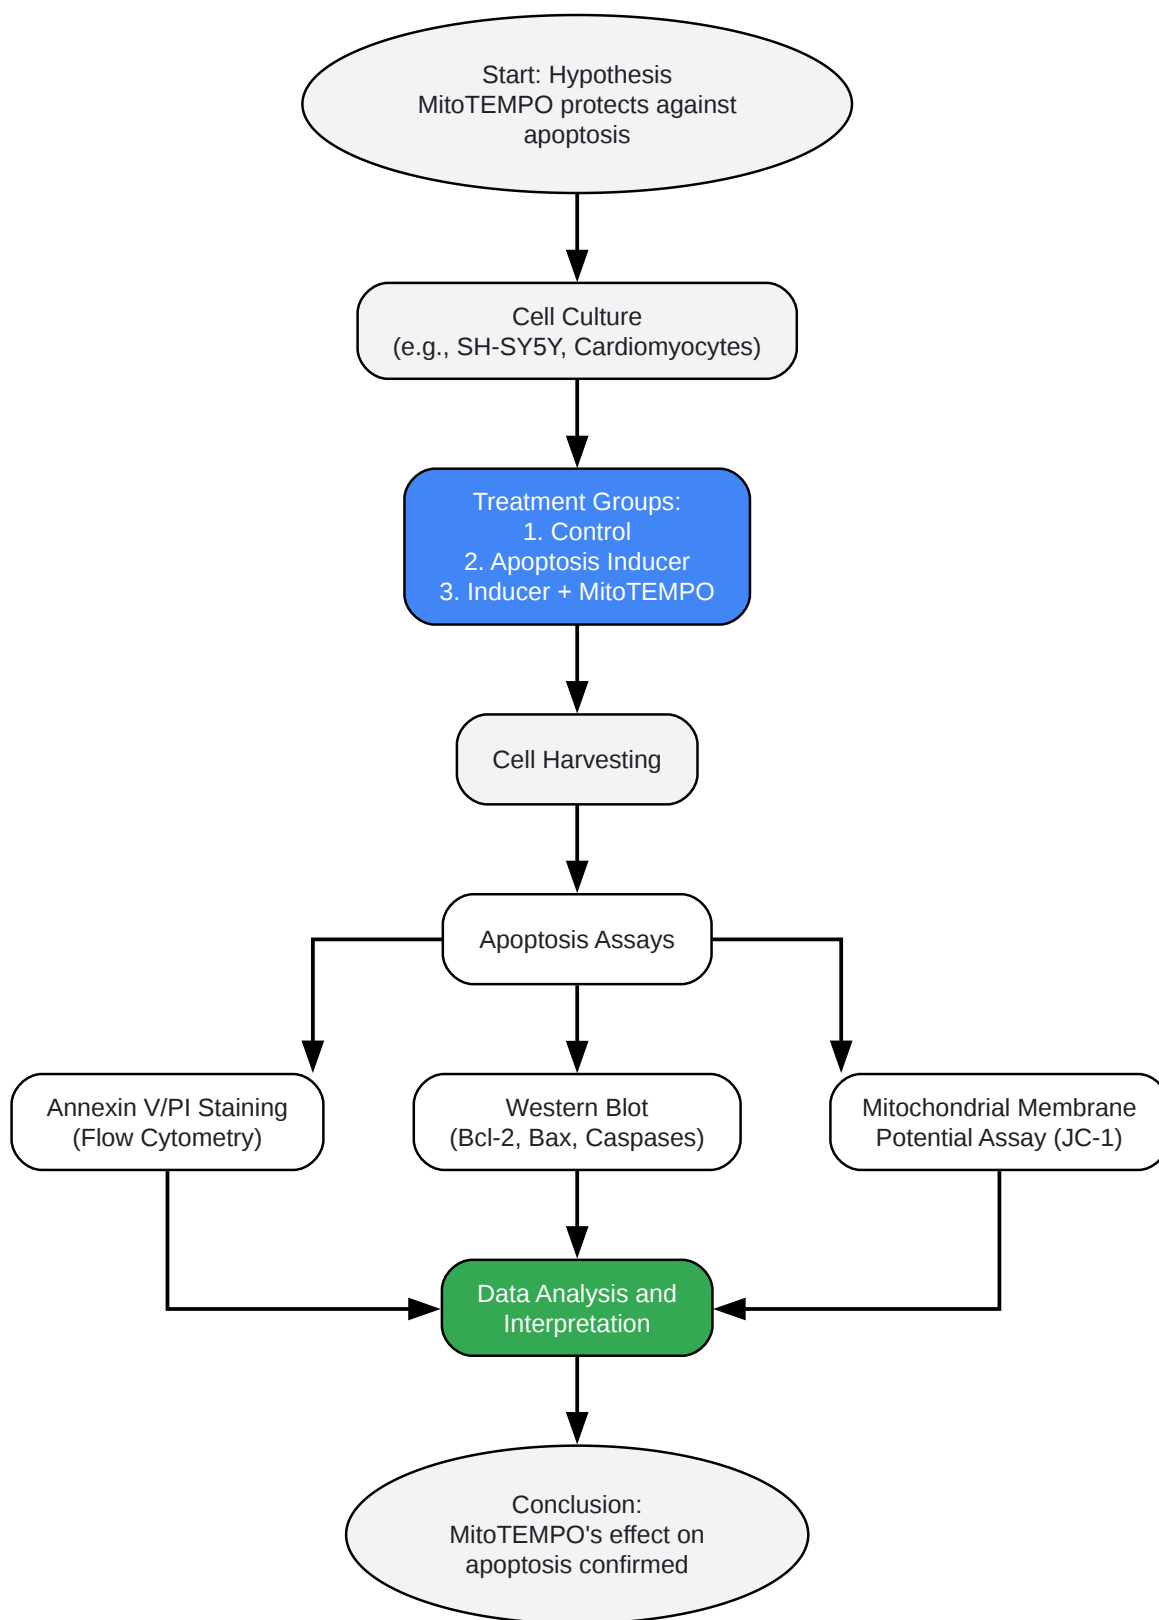 Start: Hypothesis
MitoTEMPO protects against
apoptosis
Cell Culture
(e.g., SH-SY5Y, Cardiomyocytes)
Treatment Groups:
1. Control
2. Apoptosis Inducer
3. Inducer + MitoTEMPO
Cell Harvesting
Apoptosis Assays
Annexin V/PI Staining
(Flow Cytometry)
Western Blot
(Bcl-2, Bax, Caspases)
Mitochondrial Membrane
Potential Assay (JC-1)
Data Analysis and
Interpretation
Conclusion:
MitoTEMPO's effect on
apoptosis confirmed